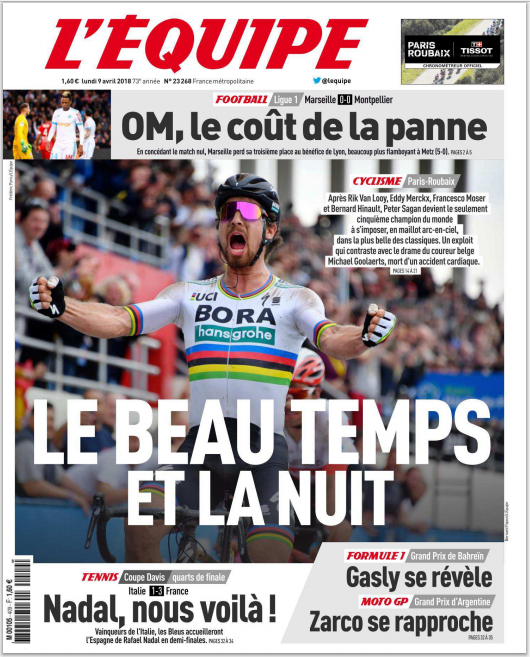 L'ÉQUIPE
1,60 € lundi 9 avril 2018 73e année N° 23 268 France métropolitaine
@lequipe
PARIS ROUBAIX
TISSOT
CHRONOMETREUR OFFICIEL
FOOTBALL Ligue 1 Marseille 0-0 Montpellier
OM, le coût de la panne
En concédant le match nul, Marseille perd sa troisième place au bénéfice de Lyon, beaucoup plus flamboyant à Metz (5-0). PAGES 2 À 5
CYCLISME Paris-Roubaix
Après Rik Van Looy, Eddy Merckx, Francesco Moser
et Bernard Hinault, Peter Sagan devient le seulement
cinquième champion du monde
à s'imposer, en maillot arc-en-ciel,
dans la plus belle des classiques. Un exploit
qui contraste avec le drame du coureur belge
Michael Goolaerts, mort d'un accident cardiaque.
PAGES 14 À 21
UCI
BORA
hansgrohe
LE BEAU TEMPS
ET LA NUIT
TENNIS Coupe Davis quarts de finale
Italie 1-3 France
Nadal, nous voilà !
Vainqueurs de l'Italie, les Bleus accueilleront
l'Espagne de Rafael Nadal en demi-finales. PAGES 32 À 34
FORMULE 1 Grand Prix de Bahreïn
Gasly se révèle
MOTO GP Grand Prix d'Argentine
Zarco se rapproche